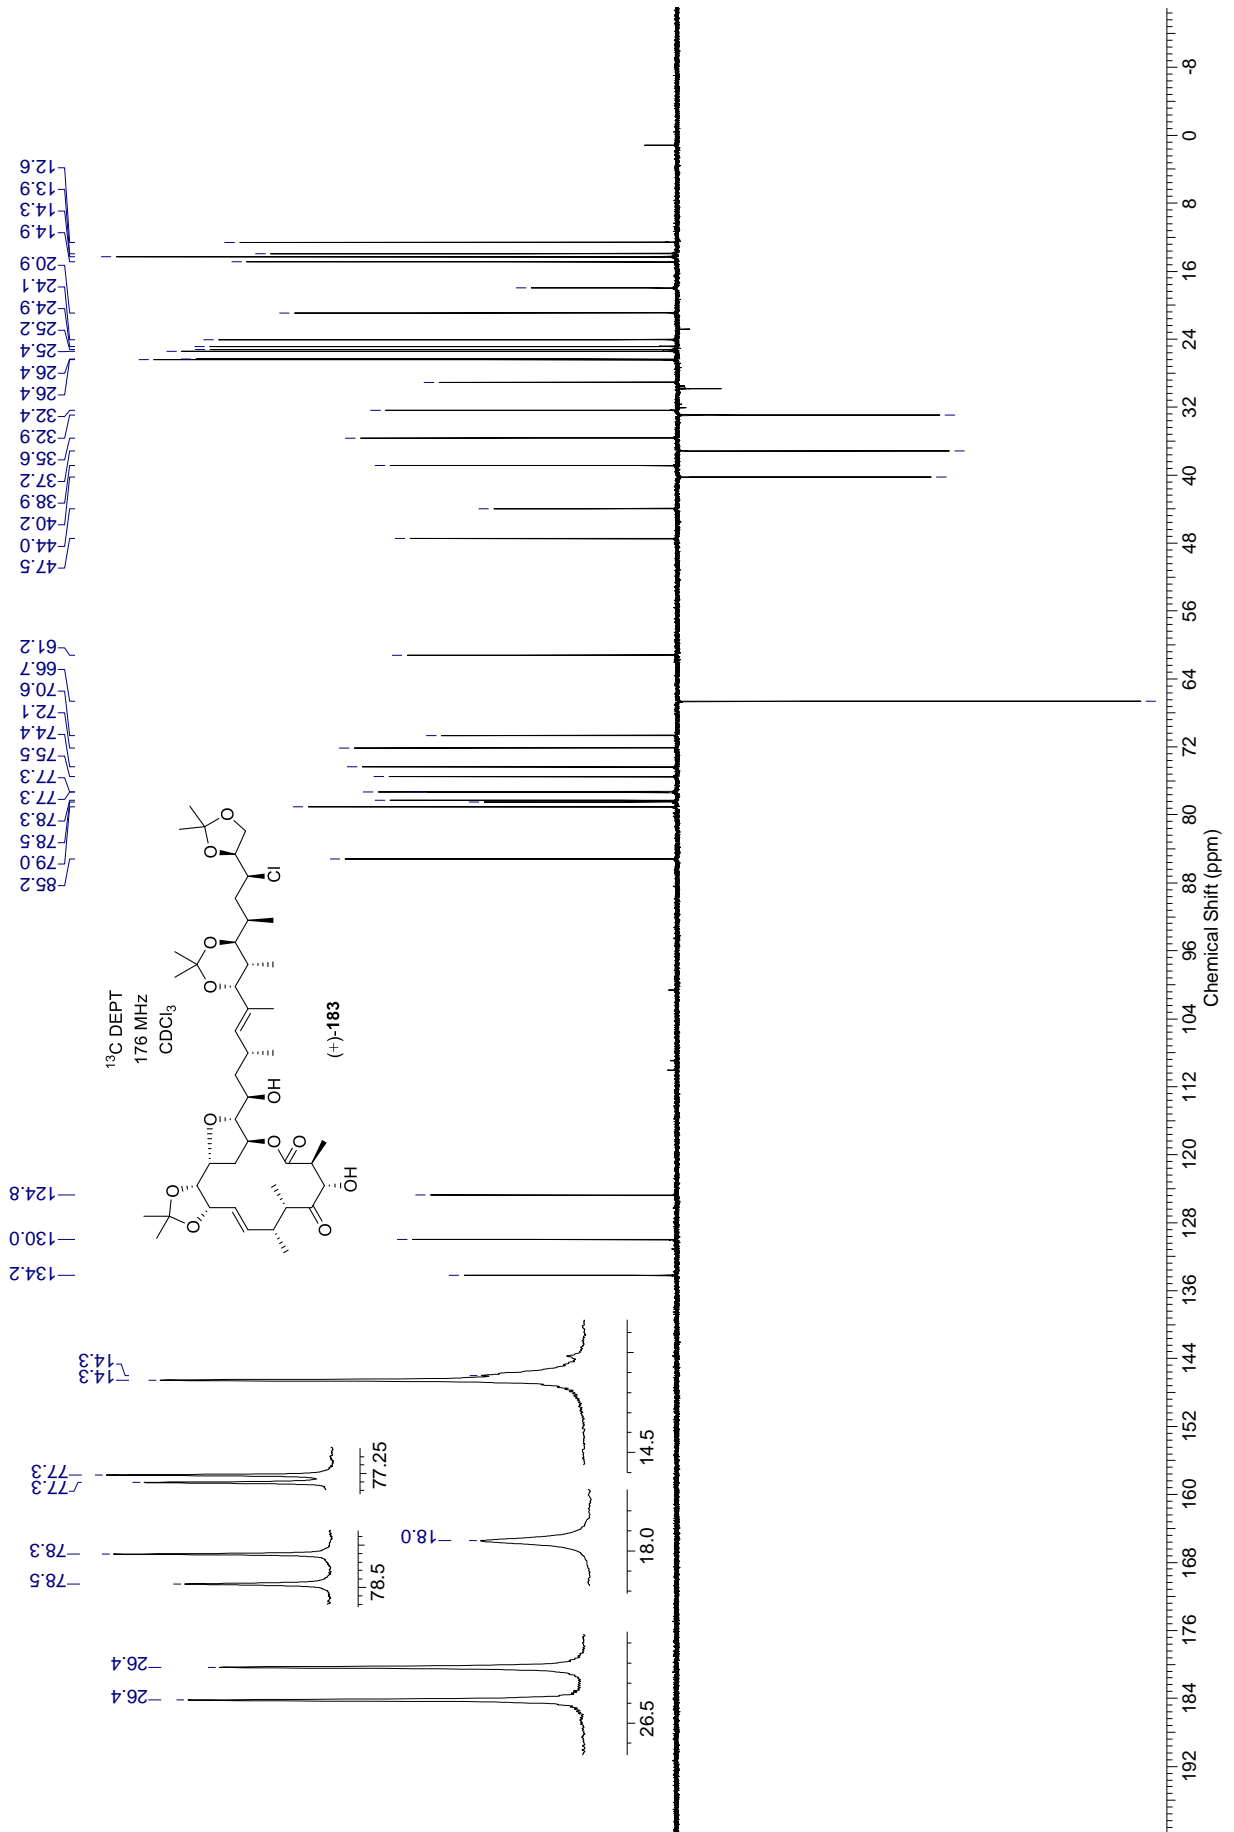 ¹³C DEPT
176 MHz
CDCl₃
(+)-183
O
O
Cl
O
O
OH
O
O
O
O
O
OH
O
12.6
13.9
14.3
14.9
20.9
24.1
24.9
25.2
25.4
26.4
26.4
32.4
32.9
35.6
37.2
38.9
40.2
44.0
47.5
61.2
66.7
70.6
72.1
74.4
75.5
77.3
77.3
78.3
78.5
79.0
85.2
124.8
130.0
134.2
14.3
14.3
14.5
77.3
77.3
77.25
78.3
78.5
78.5
18.0
18.0
26.4
26.4
26.5
192 184 176 168 160 152 144 136 128 120 112 104 96 88 80 72 64 56 48 40 32 24 16 8 0 -8
Chemical Shift (ppm)